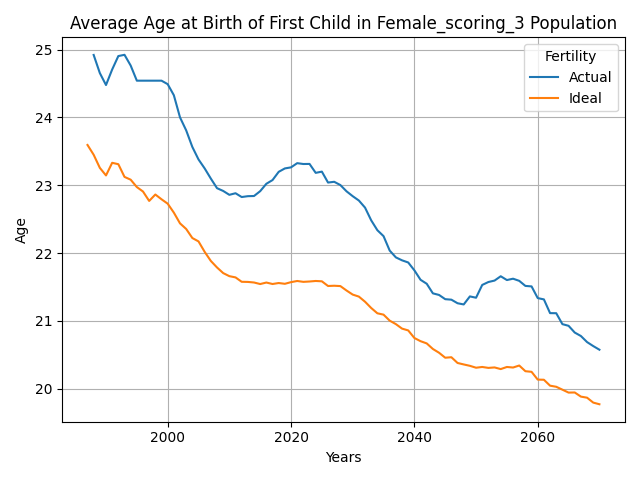 Average Age at Birth of First Child in Female_scoring_3 Population
25
24
23
22
21
20
Age
Fertility
Actual
Ideal
2000
2020
2040
2060
Years